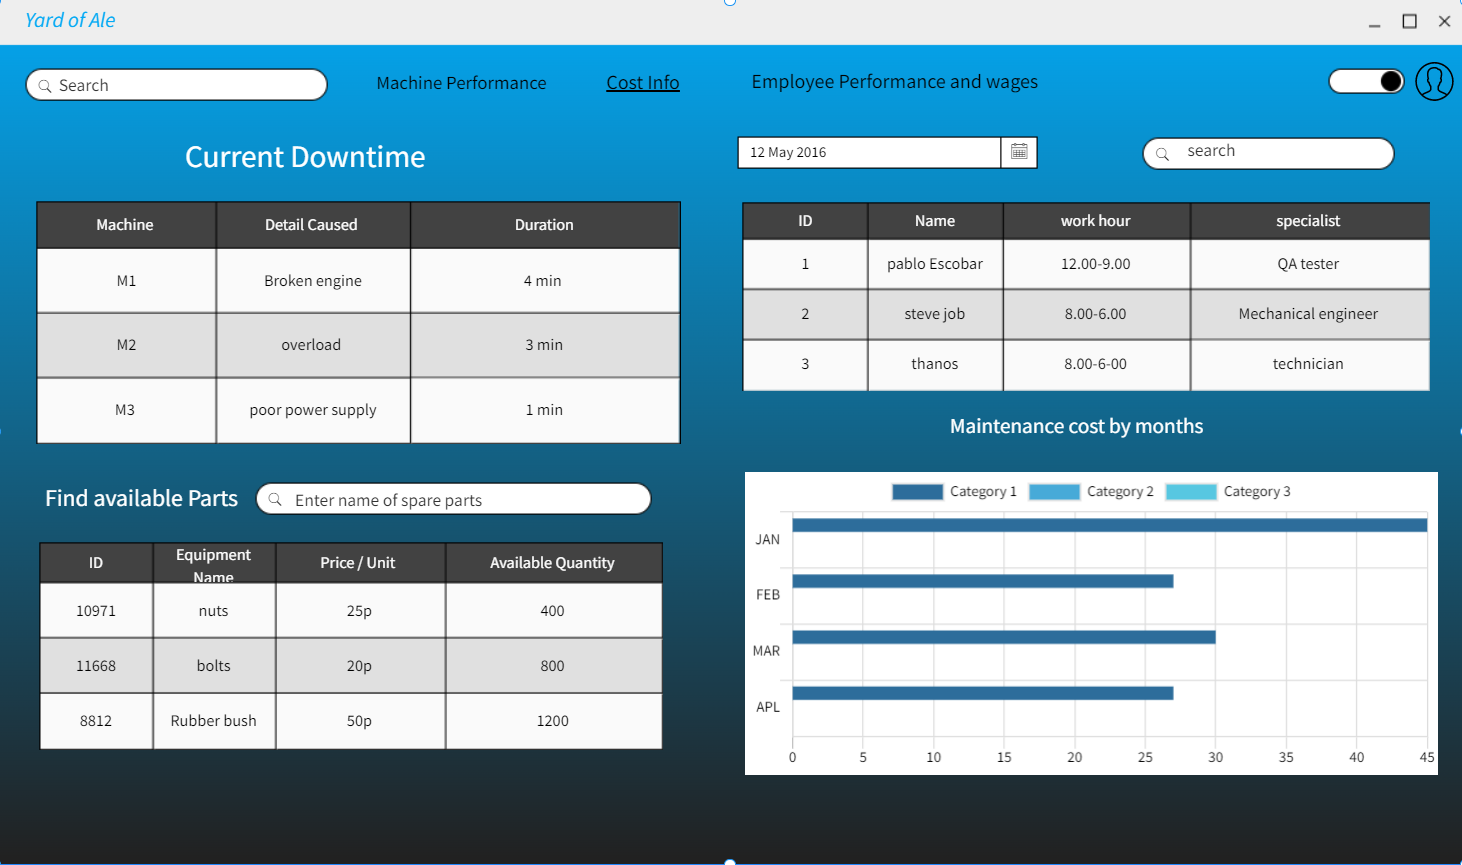 Yard of Ale
Search
Machine Performance
Cost Info
Employee Performance and wages
Current Downtime
12 May 2016
search
Machine Detail Caused Duration
M1 Broken engine 4 min
M2 overload 3 min
M3 poor power supply 1 min
ID Name work hour specialist
1 pablo Escobar 12.00-9.00 QA tester
2 steve job 8.00-6.00 Mechanical engineer
3 thanos 8.00-6-00 technician
Find available Parts
Enter name of spare parts
ID Equipment Name Price / Unit Available Quantity
10971 nuts 25p 400
11668 bolts 20p 800
8812 Rubber bush 50p 1200
Maintenance cost by months
Category 1 Category 2 Category 3
JAN
FEB
MAR
APL
0 5 10 15 20 25 30 35 40 45